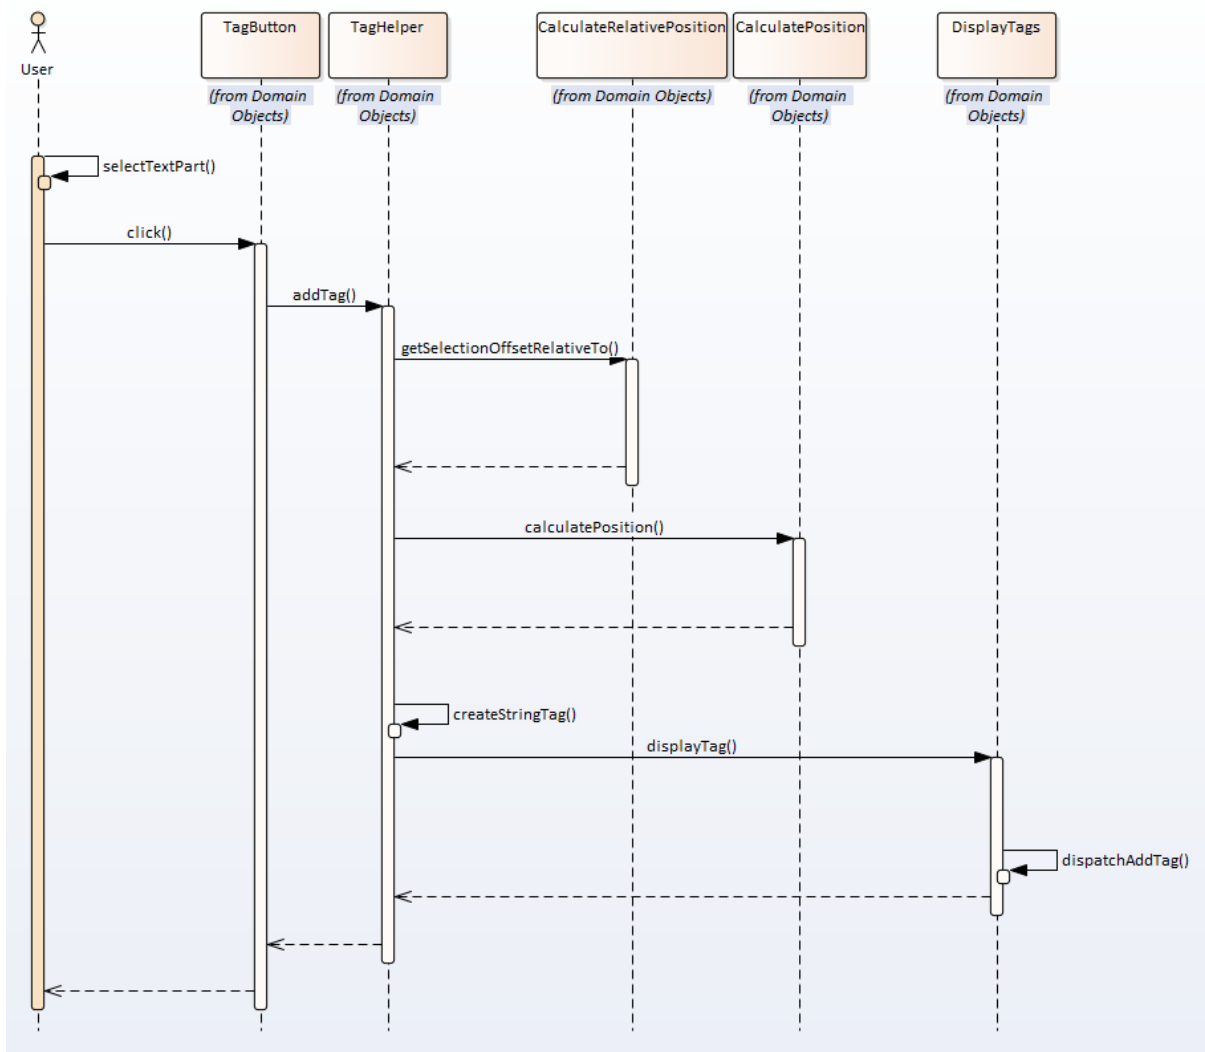 User
TagButton
TagHelper
CalculateRelativePosition
CalculatePosition
DisplayTags
(from Domain
Objects)
(from Domain
Objects)
(from Domain Objects)
(from Domain
Objects)
(from Domain
Objects)
selectTextPart()
click()
addTag()
getSelectionOffsetRelativeTo()
calculatePosition()
createStringTag()
displayTag()
dispatchAddTag()